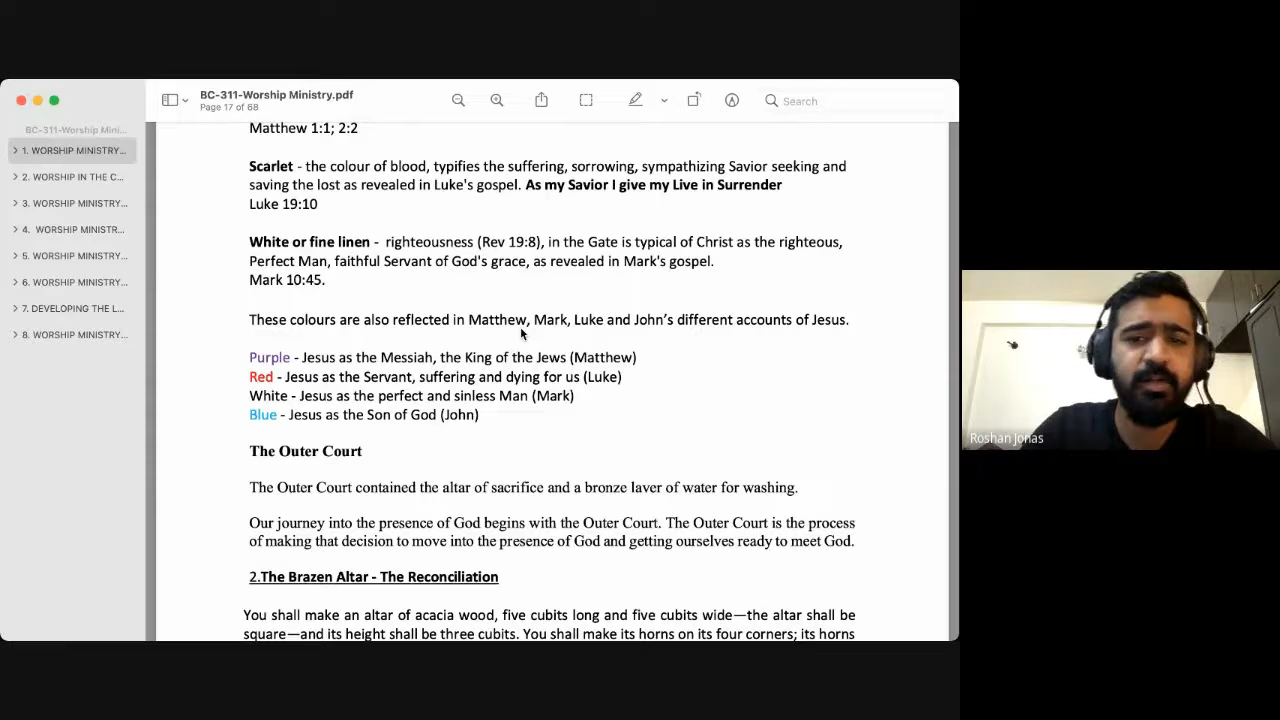 BC-311-Worship Ministry.pdf
Page 17 of 68
Search
BC-311-Worship Mini...
1. WORSHIP MINISTRY...
2. WORSHIP IN THE C...
3. WORSHIP MINISTRY...
4. WORSHIP MINISTR...
5. WORSHIP MINISTRY...
6. WORSHIP MINISTRY...
7. DEVELOPING THE L...
8. WORSHIP MINISTRY...
Matthew 1:1; 2:2
Scarlet - the colour of blood, typifies the suffering, sorrowing, sympathizing Savior seeking and
saving the lost as revealed in Luke's gospel. As my Savior I give my Live in Surrender
Luke 19:10
White or fine linen - righteousness (Rev 19:8), in the Gate is typical of Christ as the righteous,
Perfect Man, faithful Servant of God's grace, as revealed in Mark's gospel.
Mark 10:45.
These colours are also reflected in Matthew, Mark, Luke and John's different accounts of Jesus.
Purple - Jesus as the Messiah, the King of the Jews (Matthew)
Red - Jesus as the Servant, suffering and dying for us (Luke)
White - Jesus as the perfect and sinless Man (Mark)
Blue - Jesus as the Son of God (John)
The Outer Court
The Outer Court contained the altar of sacrifice and a bronze laver of water for washing.
Our journey into the presence of God begins with the Outer Court. The Outer Court is the process
of making that decision to move into the presence of God and getting ourselves ready to meet God.
2.The Brazen Altar - The Reconciliation
You shall make an altar of acacia wood, five cubits long and five cubits wide—the altar shall be
square—and its height shall be three cubits. You shall make its horns on its four corners; its horns
Roshan Jonas